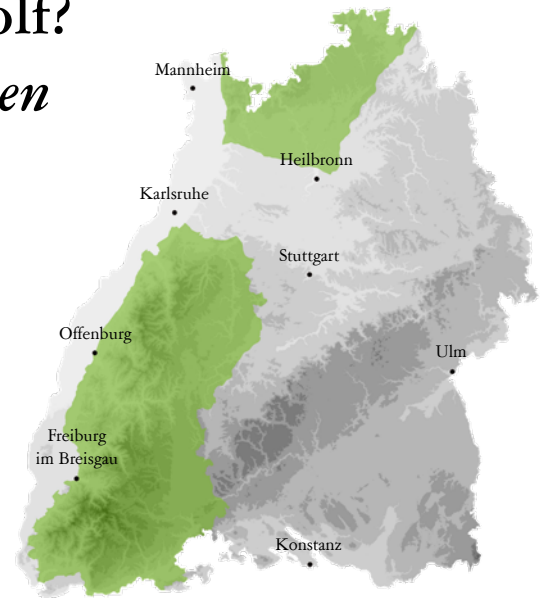 olf?
en
Mannheim
Heilbronn
Karlsruhe
Stuttgart
Offenburg
Ulm
Freiburg
im Breisgau
Konstanz